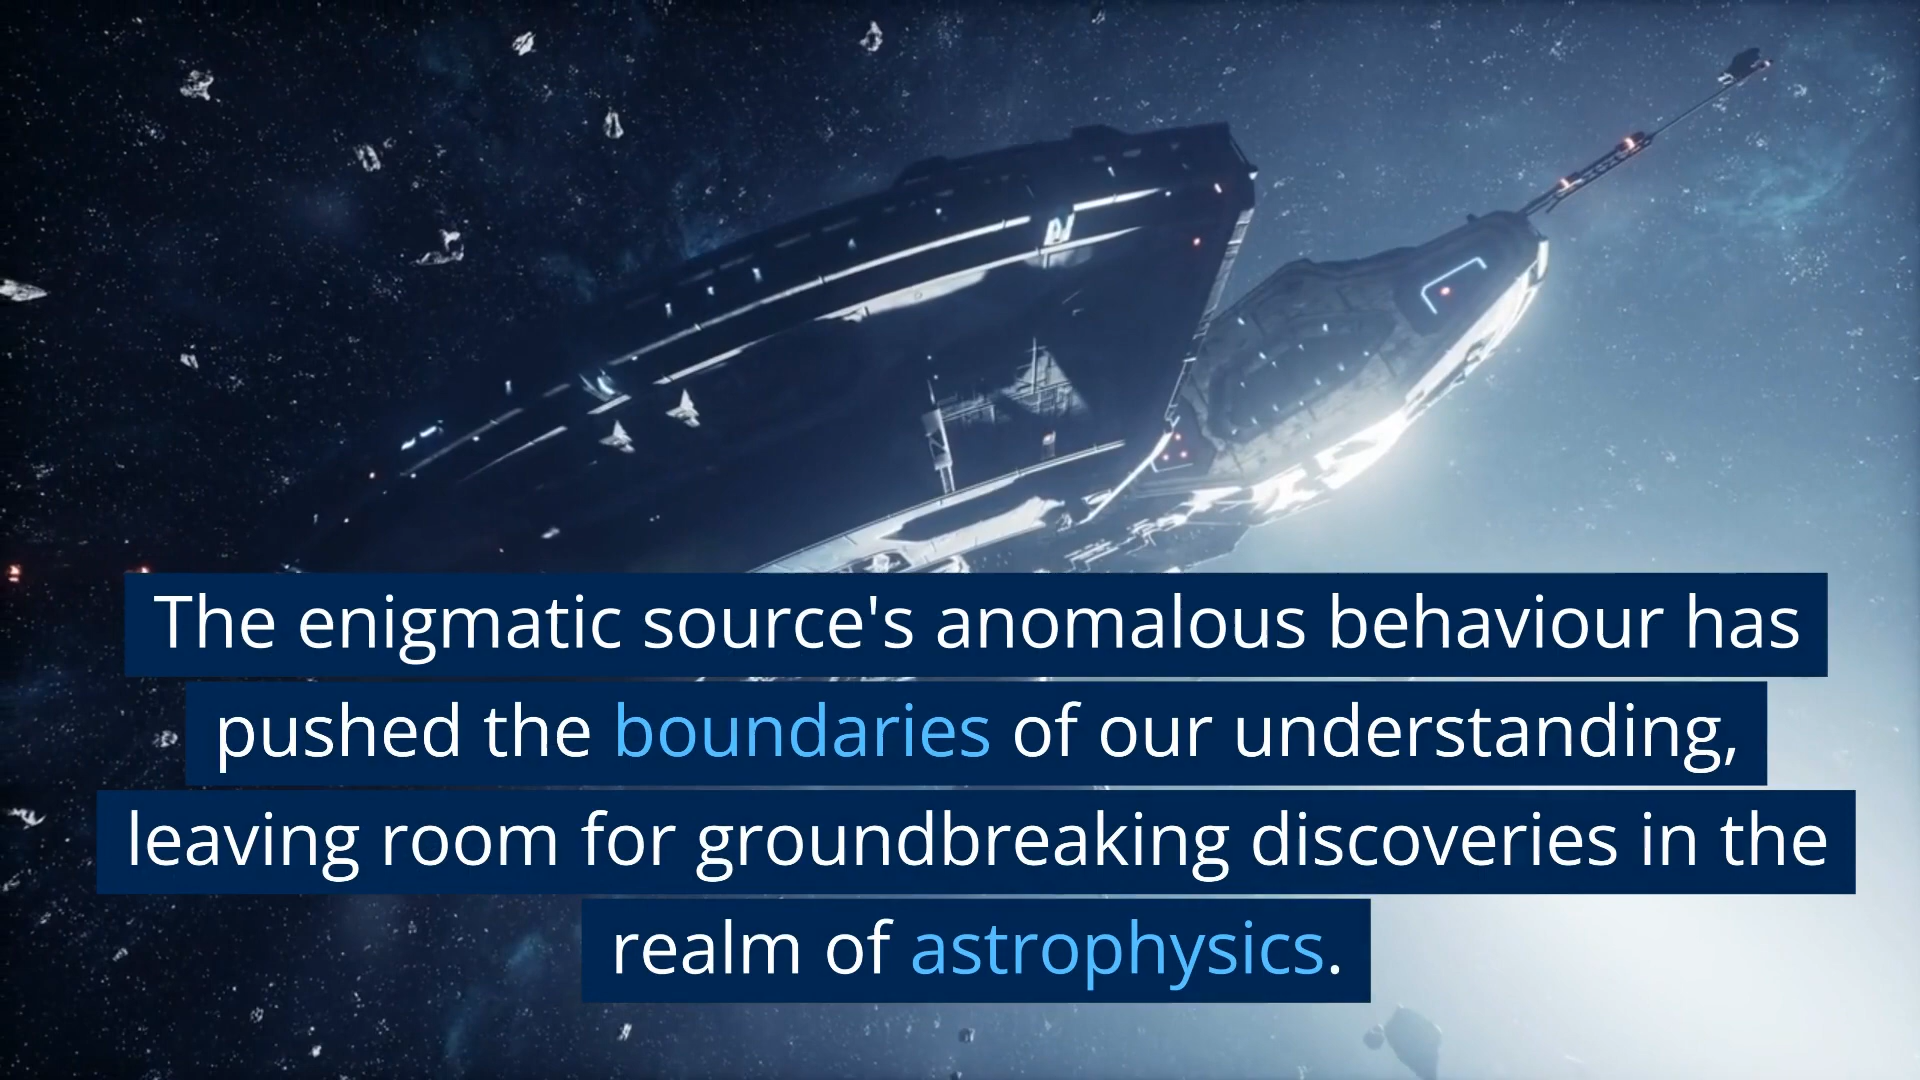 The enigmatic source's anomalous behaviour has
pushed the boundaries of our understanding,
leaving room for groundbreaking discoveries in the
realm of astrophysics.